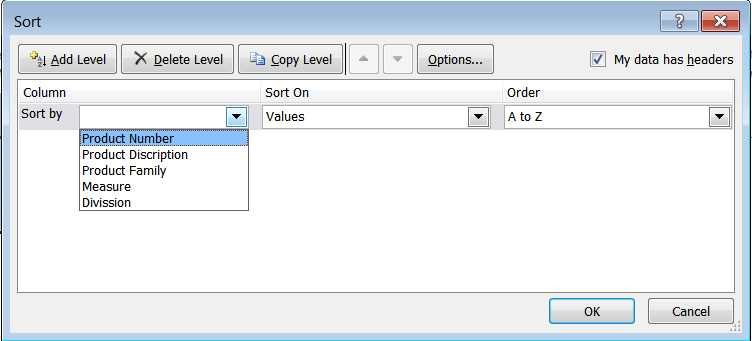 Sort
?
Add Level Delete Level Copy Level Options... My data has headers
Column Sort On Order
Sort by Values A to Z
Product Number
Product Discription
Product Family
Measure
Divission
OK Cancel